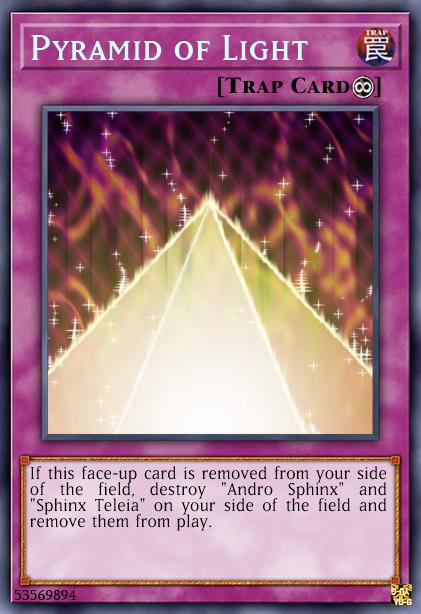 Pyramid of Light
TRAP
罠
[Trap Card]
If this face-up card is removed from your side
of the field, destroy "Andro Sphinx" and
"Sphinx Teleia" on your side of the field and
remove them from play.
53569894